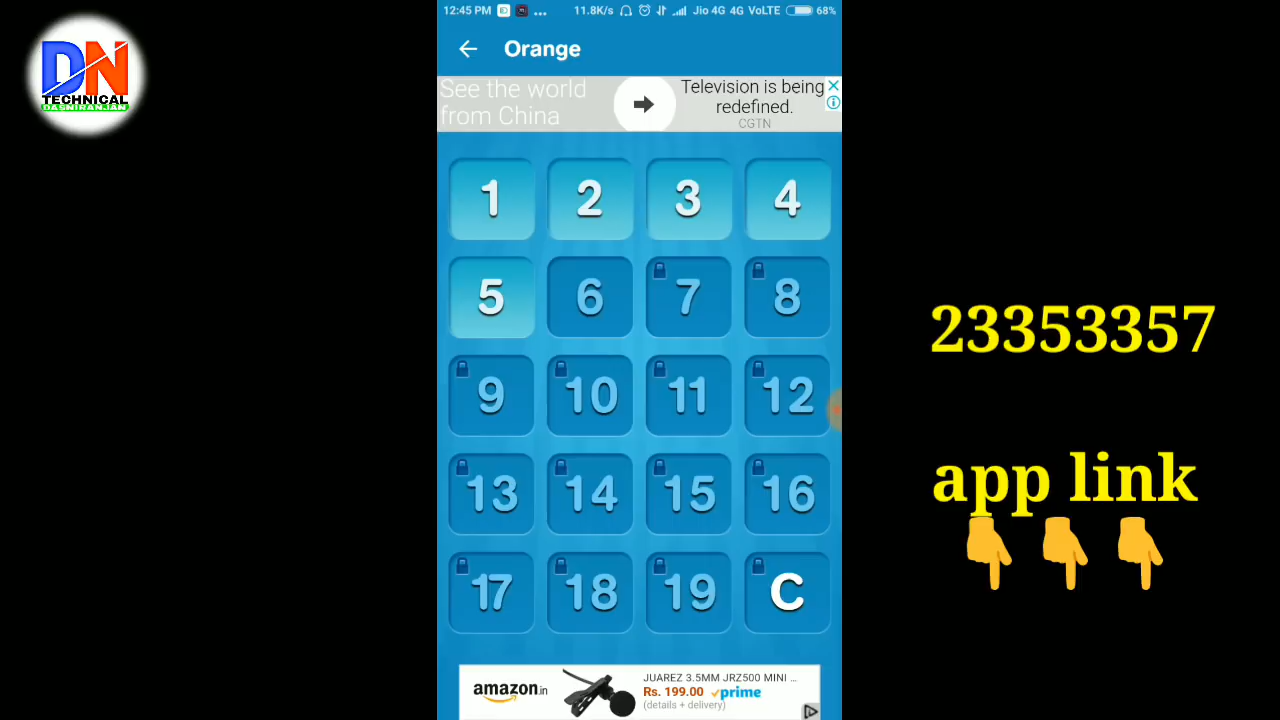 DN
TECHNICAL
DASNIRANJAN
12:45 PM ... 11.8K/s Jio 4G 4G VoLTE 68%
Orange
See the world
from China
Television is being
redefined.
CGTN
1 2 3 4
5 6 7 8
9 10 11 12
13 14 15 16
17 18 19 C
23353357
app link
amazon.in
JUAREZ 3.5MM JRZ500 MINI ...
Rs. 199.00 prime
(details + delivery)